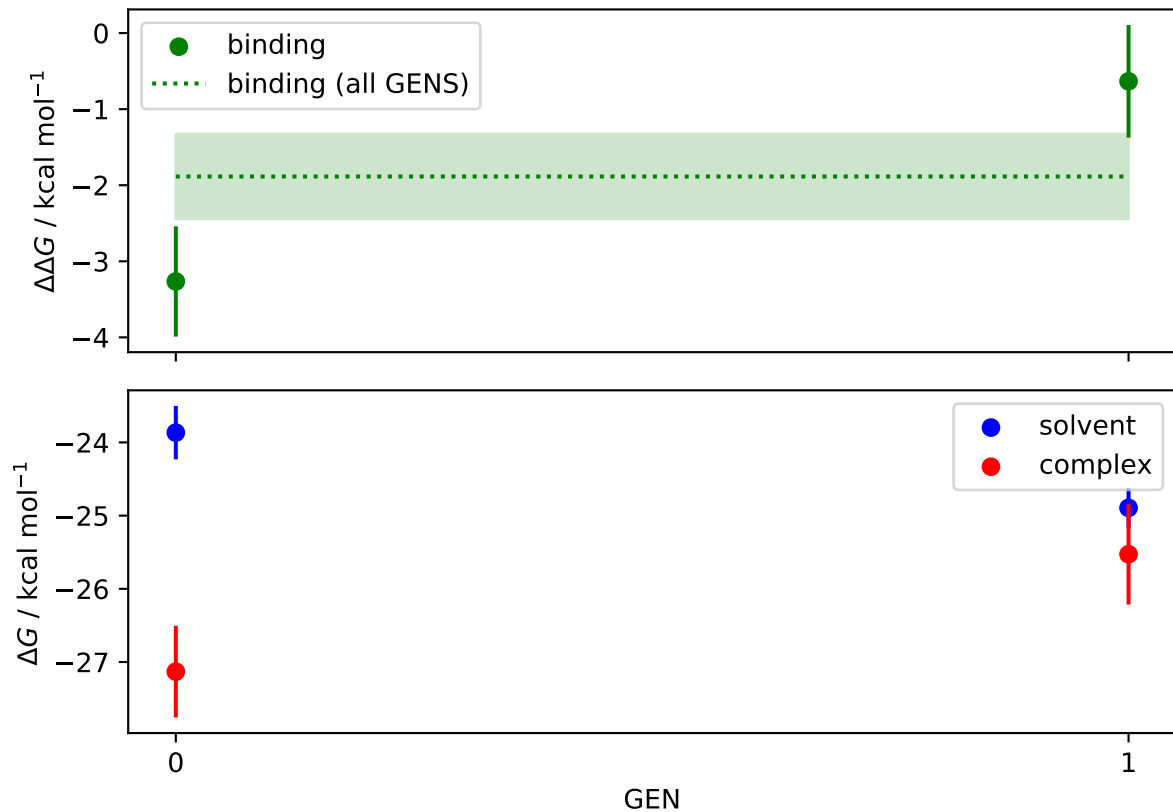 0
−1
−2
−3
−4
ΔΔG / kcal mol⁻¹
binding
binding (all GENS)
−24
−25
−26
−27
ΔG / kcal mol⁻¹
solvent
complex
0
1
GEN